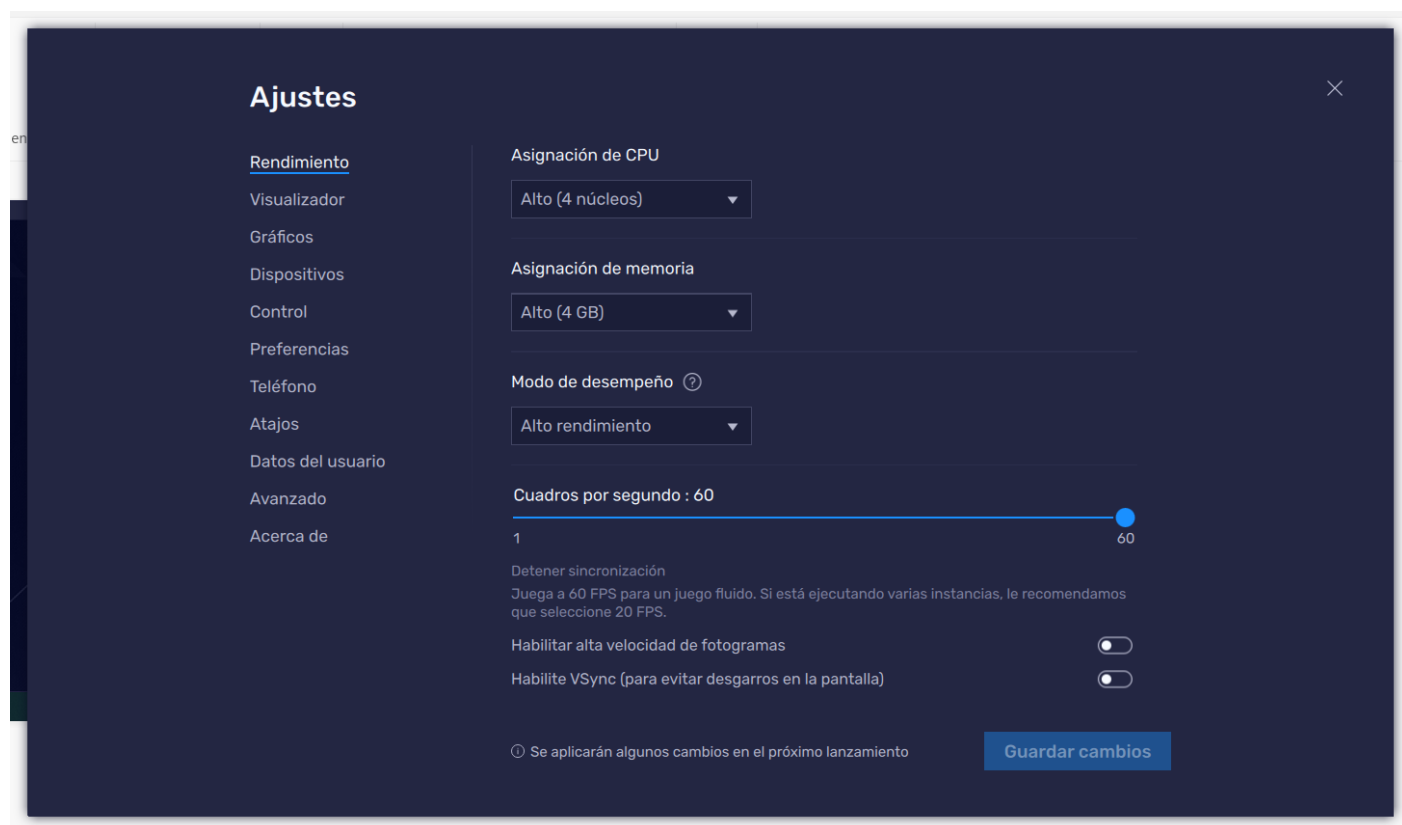 Ajustes
en
Rendimiento
Visualizador
Gráficos
Dispositivos
Control
Preferencias
Teléfono
Atajos
Datos del usuario
Avanzado
Acerca de
Asignación de CPU
Alto (4 núcleos)
Asignación de memoria
Alto (4 GB)
Modo de desempeño ?
Alto rendimiento
Cuadros por segundo : 60
1 60
Detener sincronización
Juega a 60 FPS para un juego fluido. Si está ejecutando varias instancias, le recomendamos
que seleccione 20 FPS.
Habilitar alta velocidad de fotogramas
Habilite VSync (para evitar desgarros en la pantalla)
Se aplicarán algunos cambios en el próximo lanzamiento
Guardar cambios